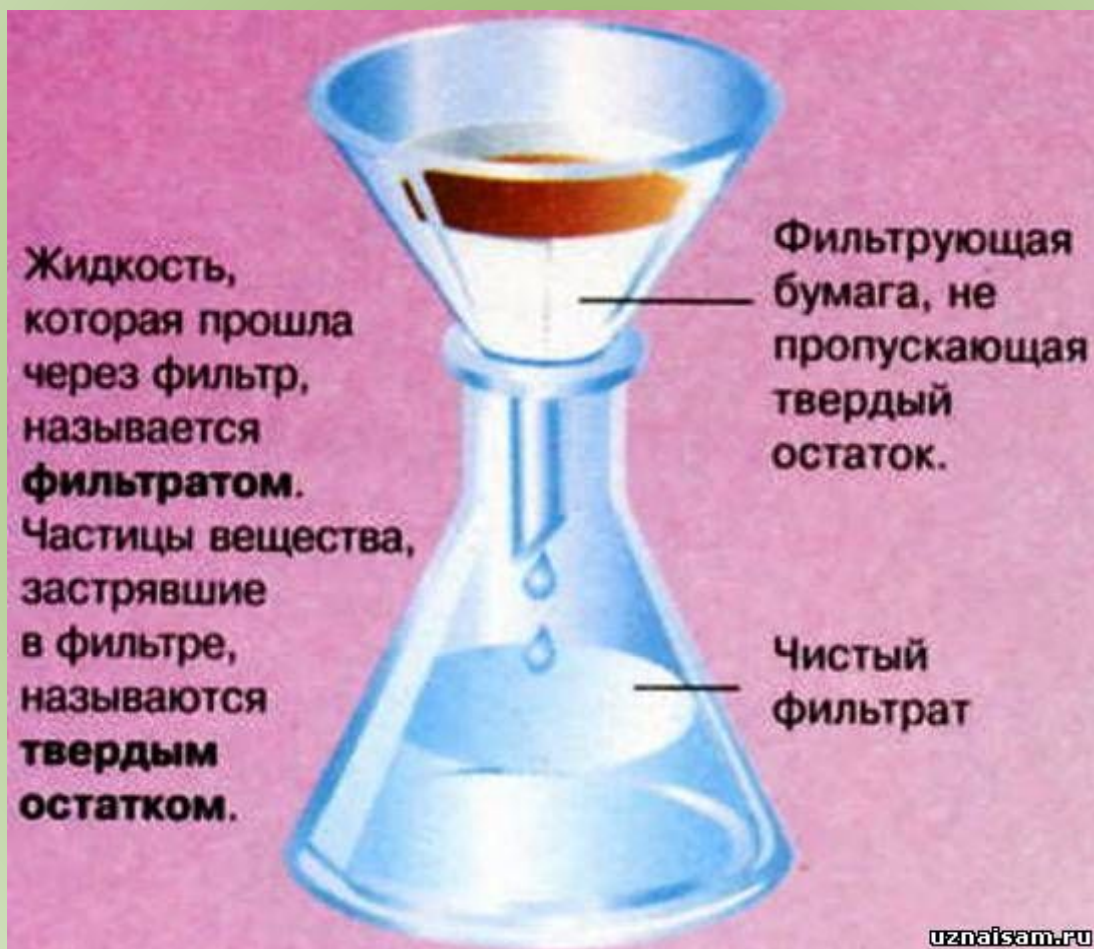 Жидкость,
которая прошла
через фильтр,
называется
фильтратом.
Частицы вещества,
застрявшие
в фильтре,
называются
твердым
остатком.
Фильтрующая
бумага, не
пропускающая
твердый
остаток.
Чистый
фильтрат
uznaisam.ru